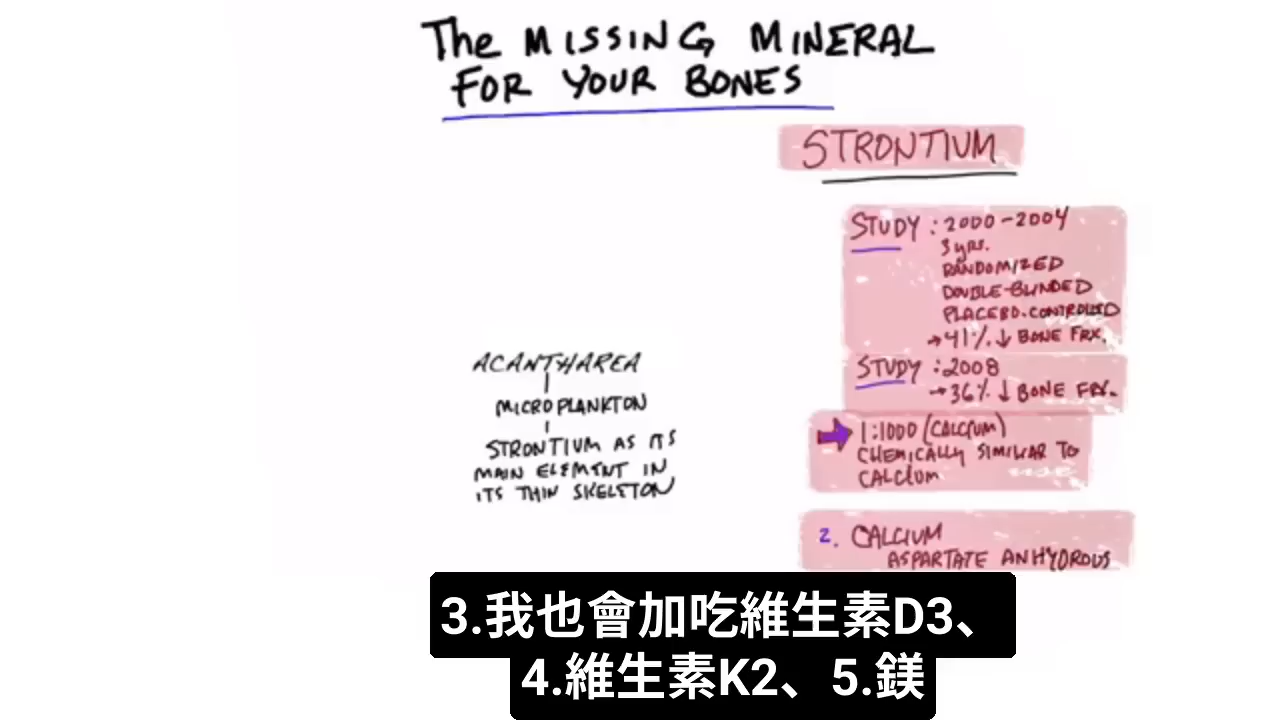 The MISSING MINERAL
FOR YOUR BONES
STRONTIUM
STUDY : 2000-2004
3 yrs.
RANDOMIZED
DOUBLE-BLINDED
PLACEBO-CONTROLLED
→41% ↓ BONE FRX.
STUDY : 2008
→36% ↓ BONE FRX.
1:1000 (CALCIUM)
CHEMICALLY SIMILAR TO
CALCIUM
2. CALCIUM
ASPARTATE ANHYDROUS
ACANTHAREA
MICROPLANKTON
STRONTIUM AS ITS
MAIN ELEMENT IN
ITS THIN SKELETON
3.我也會加吃維生素D3、
4.維生素K2、5.鎂